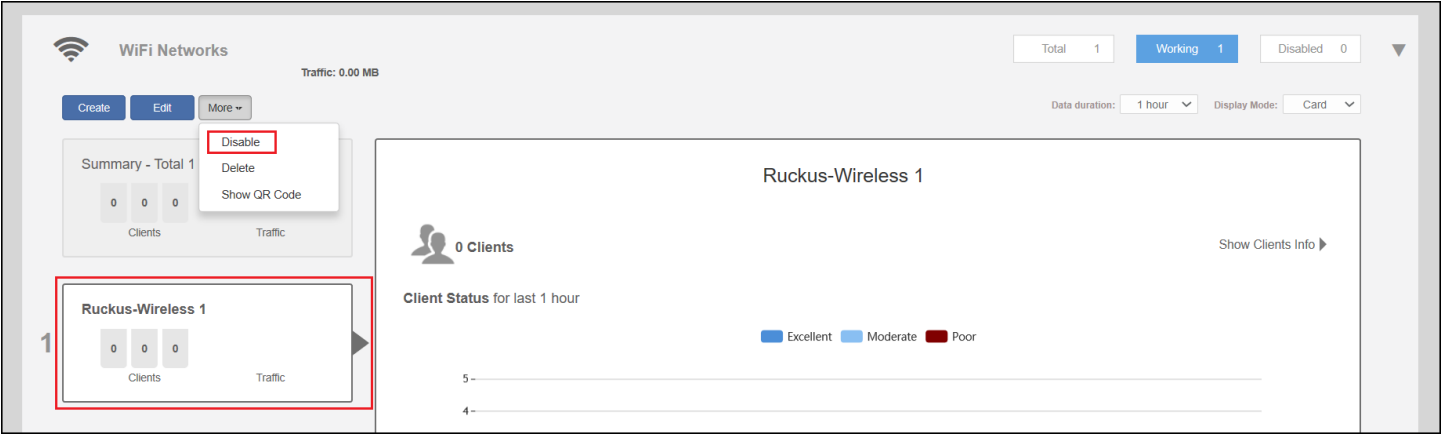 WiFi Networks
Total 1
Working 1
Disabled 0
Traffic: 0.00 MB
Create
Edit
More
Data duration:
1 hour
Display Mode:
Card
Disable
Delete
Show QR Code
Summary - Total 1
0 0 0
Clients
Traffic
Ruckus-Wireless 1
0 Clients
Show Clients Info
Client Status for last 1 hour
Excellent
Moderate
Poor
5
4
1
Ruckus-Wireless 1
0 0 0
Clients
Traffic